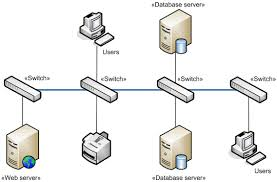 «Database server»
Users
«Switch» «Switch» «Switch» «Switch»
«Web server» «Database server» Users